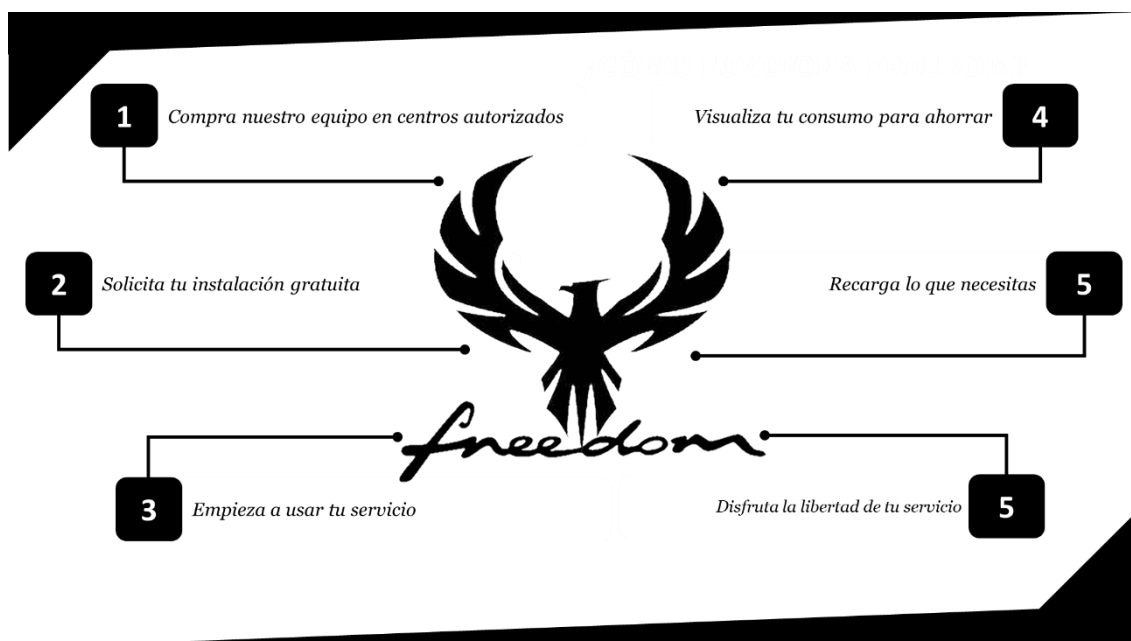 1
Compra nuestro equipo en centros autorizados
2
Solicita tu instalación gratuita
3
Empieza a usar tu servicio
Visualiza tu consumo para ahorrar
4
Recarga lo que necesitas
5
Disfruta la libertad de tu servicio
5
freedom